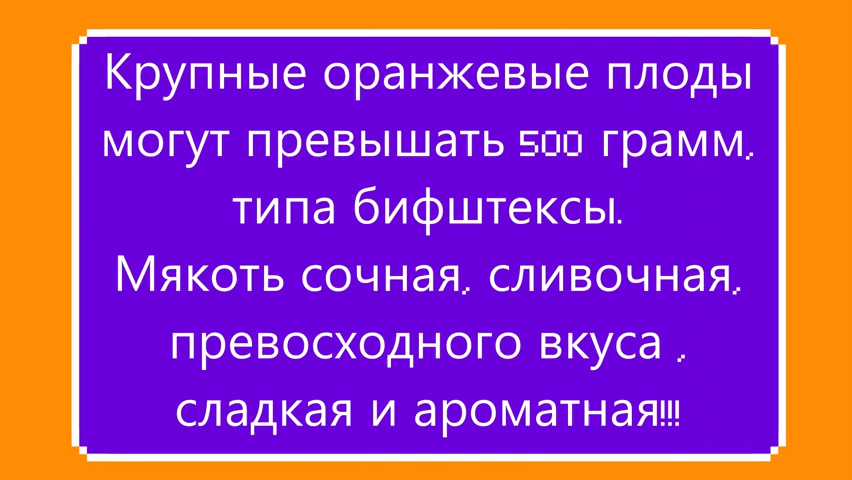 Крупные оранжевые плоды
могут превышать 500 грамм,
типа бифштексы.
Мякоть сочная, сливочная,
превосходного вкуса ,
сладкая и ароматная!!!